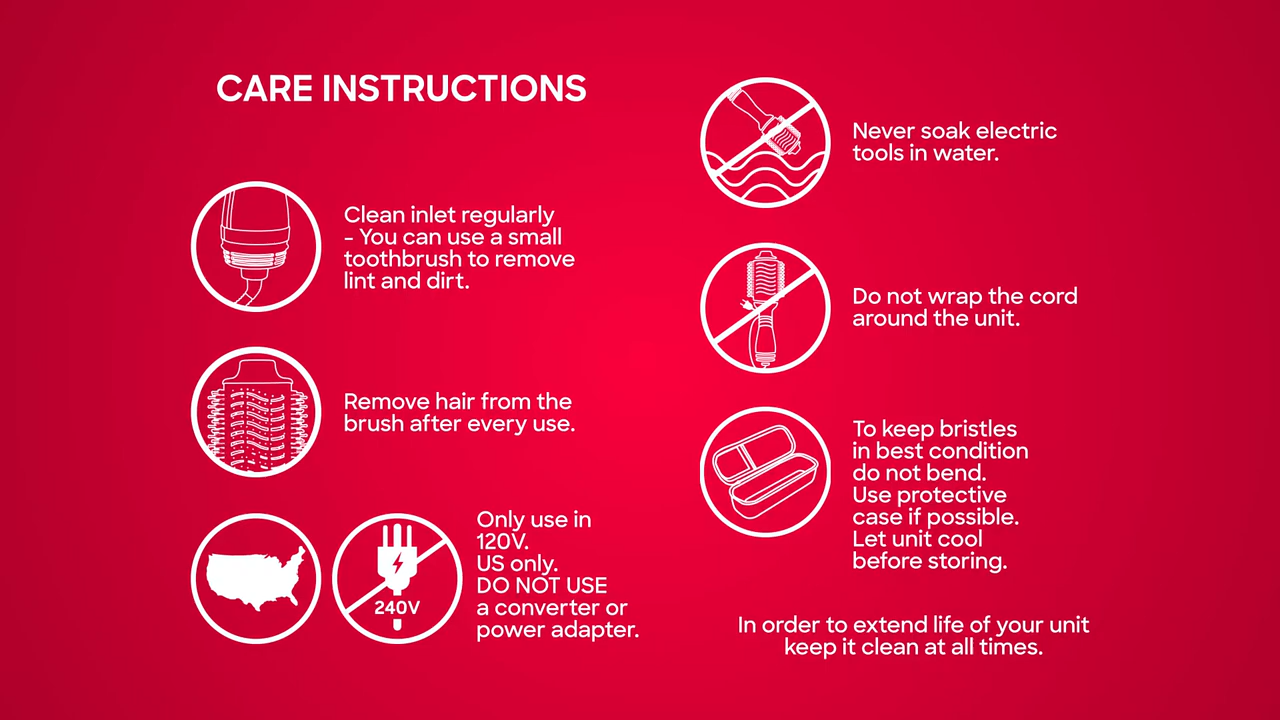 CARE INSTRUCTIONS
Clean inlet regularly
– You can use a small
toothbrush to remove
lint and dirt.
Remove hair from the
brush after every use.
240V
Only use in
120V.
US only.
DO NOT USE
a converter or
power adapter.
Never soak electric
tools in water.
Do not wrap the cord
around the unit.
To keep bristles
in best condition
do not bend.
Use protective
case if possible.
Let unit cool
before storing.
In order to extend life of your unit
keep it clean at all times.